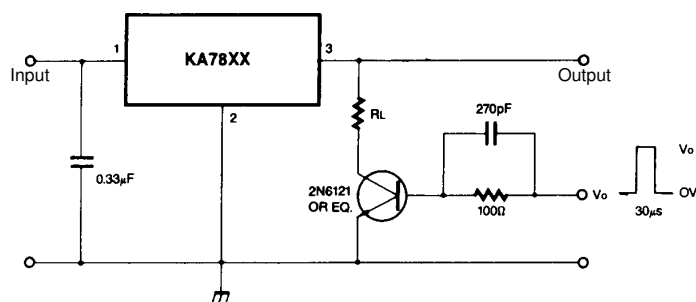 1
KA78XX
3
Input
Output
2
270pF
RL
0.33µF
2N6121
OR EQ.
100Ω
Vo
Vo
OV
30µs